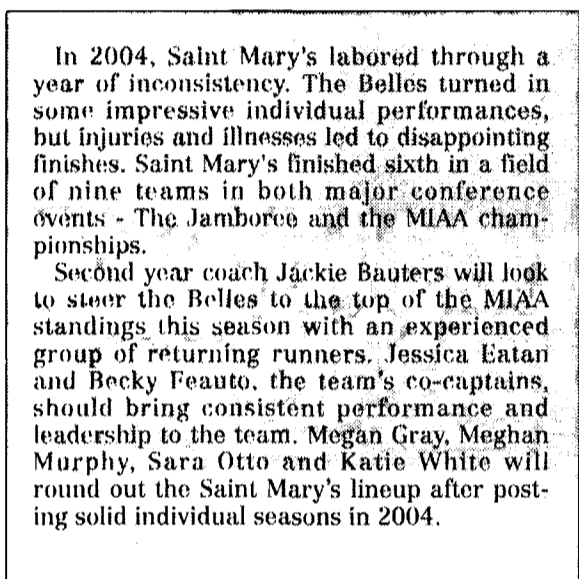 In 2004, Saint Mary's labored through a
year of inconsistency. The Belles turned in
some impressive individual performances,
but injuries and illnesses led to disappointing
finishes. Saint Mary's finished sixth in a field
of nine teams in both major conference
events - The Jamboree and the MIAA cham-
pionships.
Second year coach Jackie Bauters will look
to steer the Belles to the top of the MIAA
standings this season with an experienced
group of returning runners. Jessica Eatan
and Becky Feauto, the team's co-captains,
should bring consistent performance and
leadership to the team. Megan Gray, Meghan
Murphy, Sara Otto and Katie White will
round out the Saint Mary's lineup after post-
ing solid individual seasons in 2004.